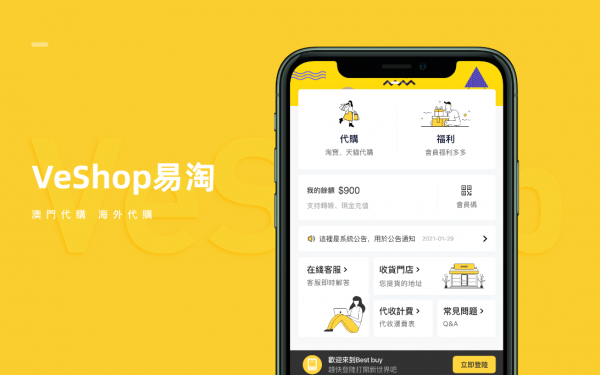 VeShop易淘
澳門代購 海外代購
代購
淘寶、天貓代購
福利
會員福利多多
我的餘額 $900
支持轉賬、現金充值
會員碼
這裡是系統公告，用於公告通知 2021-01-29
在綫客服
客服即時解答
收貨門店
您提貨的地址
代收計費
代收運費表
常見問題
Q&A
歡迎來到Best buy
趕快登陸打開新世界吧
立即登陸